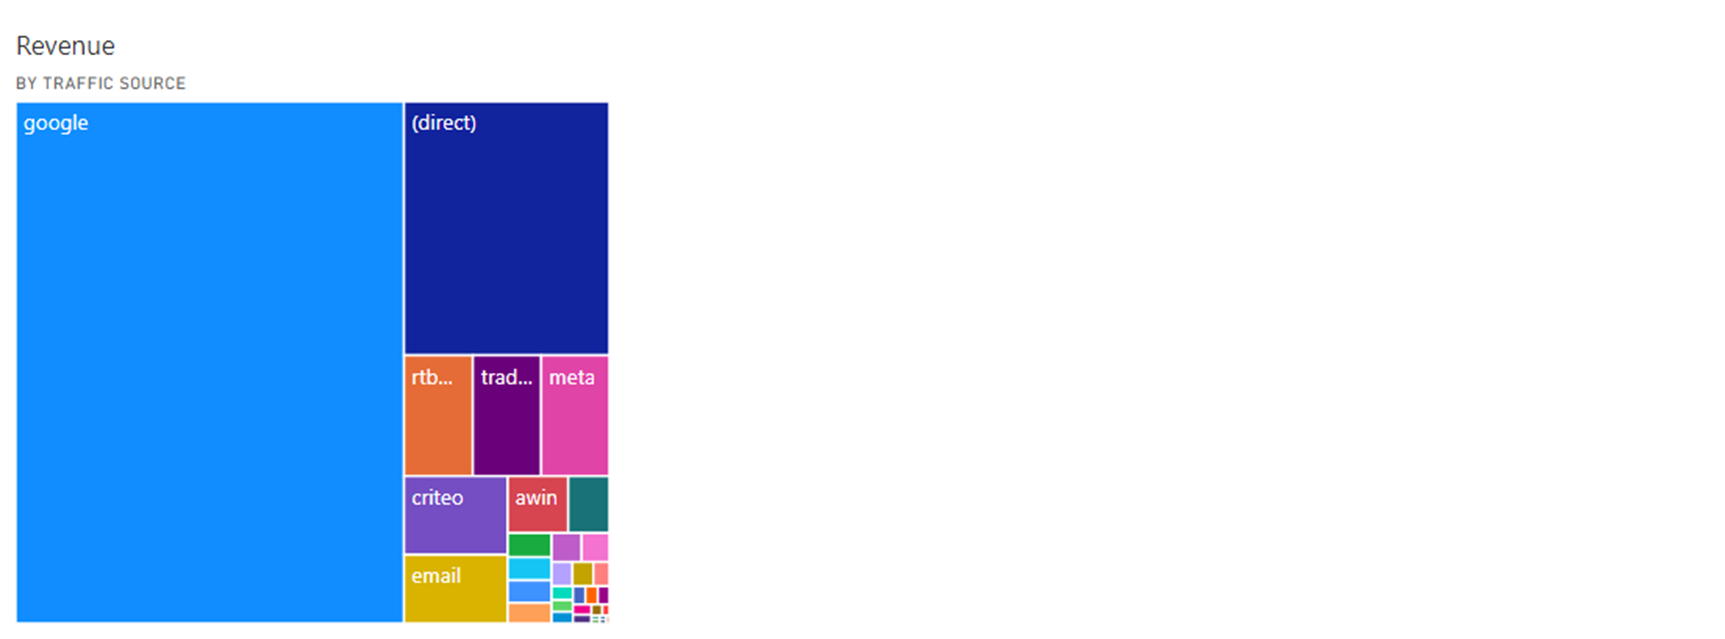 Revenue
BY TRAFFIC SOURCE
google
(direct)
rtb...
trad...
meta
criteo
awin
email